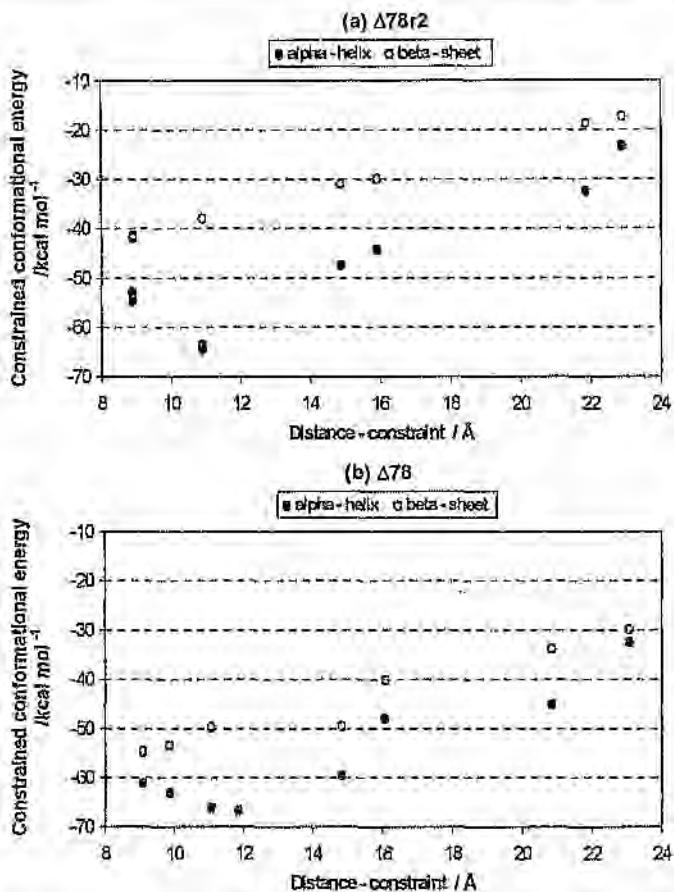 (a) Δ78r2
alpha-helix beta-sheet
Constrained conformational energy
/kcal mol⁻¹
-10
-20
-30
-40
-50
-60
-70
8 10 12 14 16 18 20 22 24
Distance-constraint / Å
(b) Δ78
alpha-helix beta-sheet
Constrained conformational energy
/kcal mol⁻¹
-10
-20
-30
-40
-50
-60
-70
8 10 12 14 16 18 20 22 24
Distance-constraint / Å